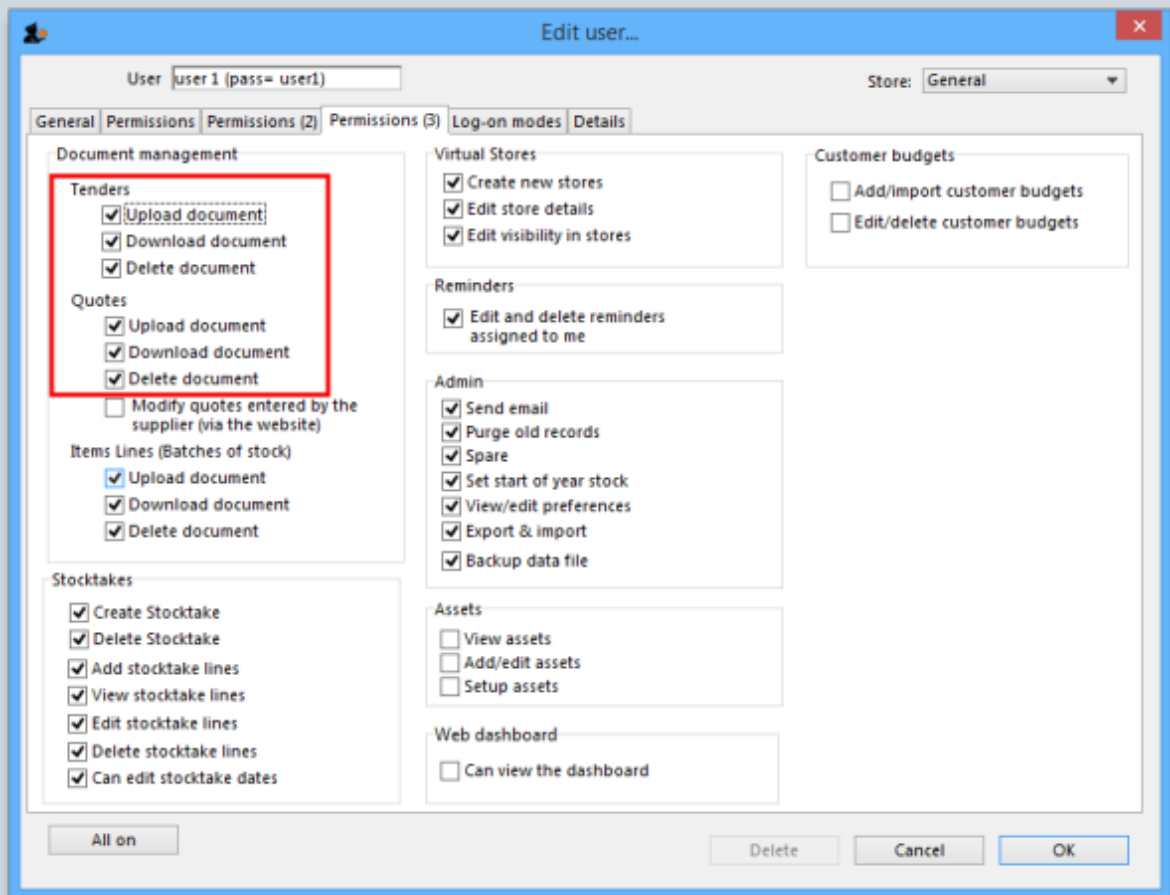 Edit user...
User user 1 (pass= user1)
Store: General
General Permissions Permissions (2) Permissions (3) Log-on modes Details
Document management
Tenders
Upload document
Download document
Delete document
Quotes
Upload document
Download document
Delete document
Modify quotes entered by the
supplier (via the website)
Items Lines (Batches of stock)
Upload document
Download document
Delete document
Stocktakes
Create Stocktake
Delete Stocktake
Add stocktake lines
View stocktake lines
Edit stocktake lines
Delete stocktake lines
Can edit stocktake dates
Virtual Stores
Create new stores
Edit store details
Edit visibility in stores
Reminders
Edit and delete reminders
assigned to me
Admin
Send email
Purge old records
Spare
Set start of year stock
View/edit preferences
Export & import
Backup data file
Assets
View assets
Add/edit assets
Setup assets
Web dashboard
Can view the dashboard
Customer budgets
Add/import customer budgets
Edit/delete customer budgets
All on
Delete
Cancel
OK